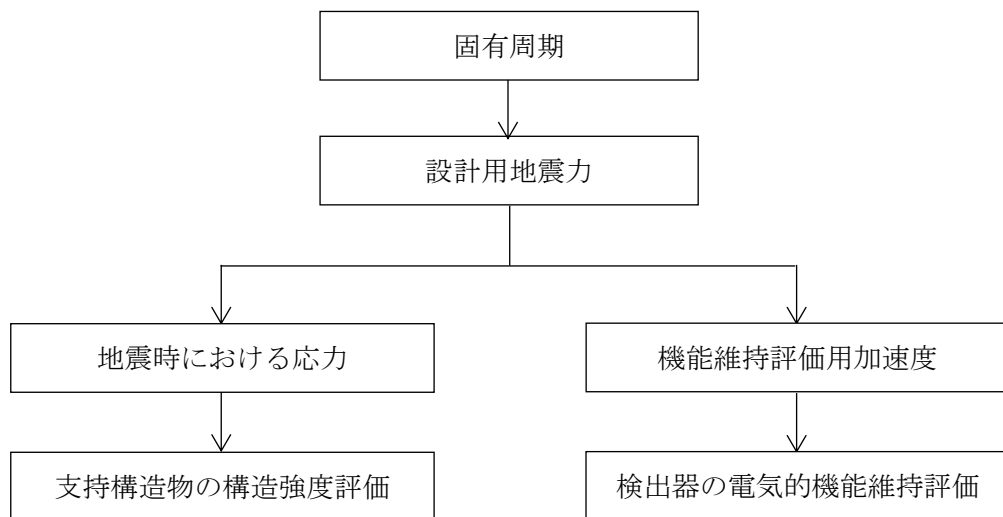 固有周期
設計用地震力
地震時における応力
機能維持評価用加速度
支持構造物の構造強度評価
検出器の電気的機能維持評価